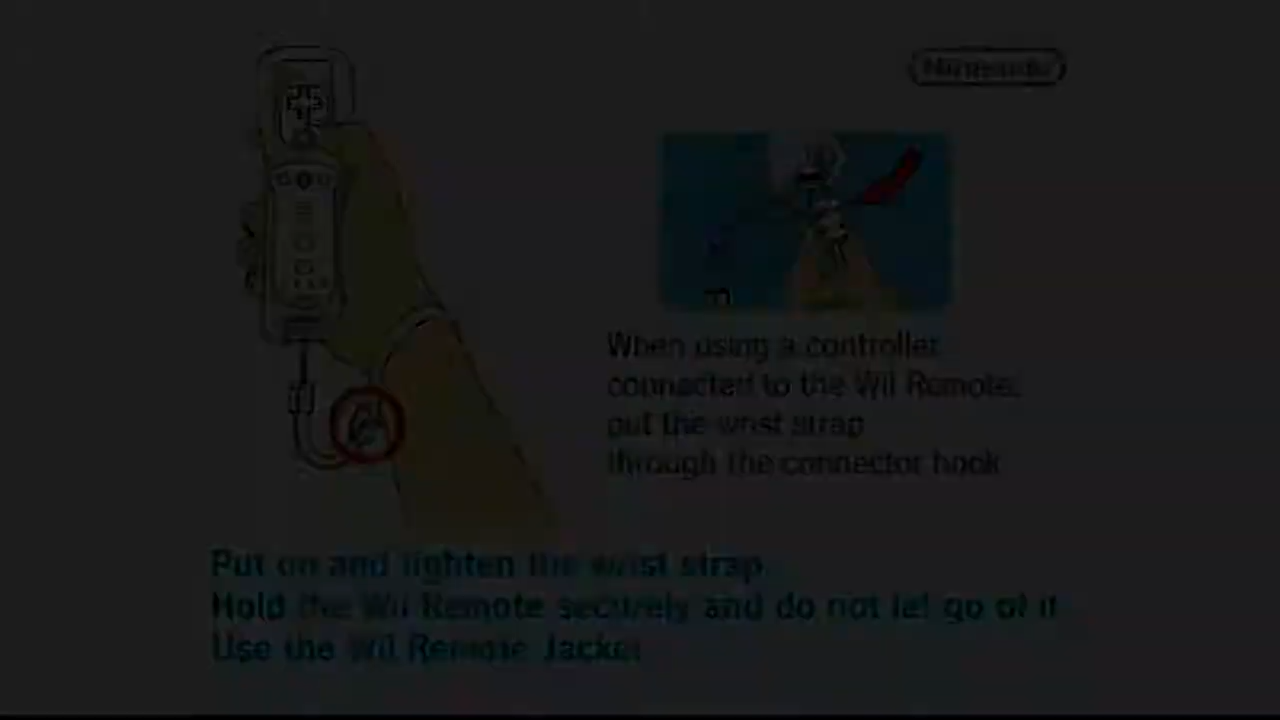 Nintendo
When using a controller
connected to the Wii Remote,
put the wrist strap
through the connector hook.
Put on and tighten the wrist strap.
Hold the Wii Remote securely and do not let go of it.
Use the Wii Remote Jacket.